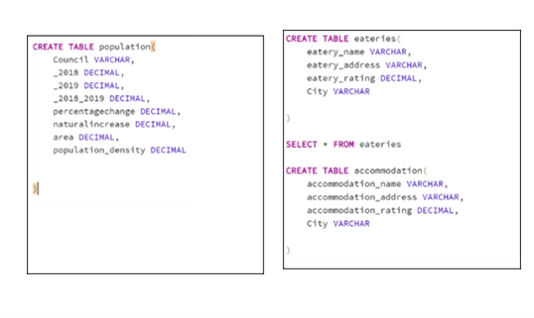 CREATE TABLE population(
Council VARCHAR,
_2018 DECIMAL,
_2019 DECIMAL,
_2018_2019 DECIMAL,
percentagechange DECIMAL,
naturalincrease DECIMAL,
area DECIMAL,
population_density DECIMAL
)
CREATE TABLE eateries(
eatery_name VARCHAR,
eatery_address VARCHAR,
eatery_rating DECIMAL,
City VARCHAR
)
SELECT * FROM eateries
CREATE TABLE accommodation(
accommodation_name VARCHAR,
accommodation_address VARCHAR,
accommodation_rating DECIMAL,
City VARCHAR
)